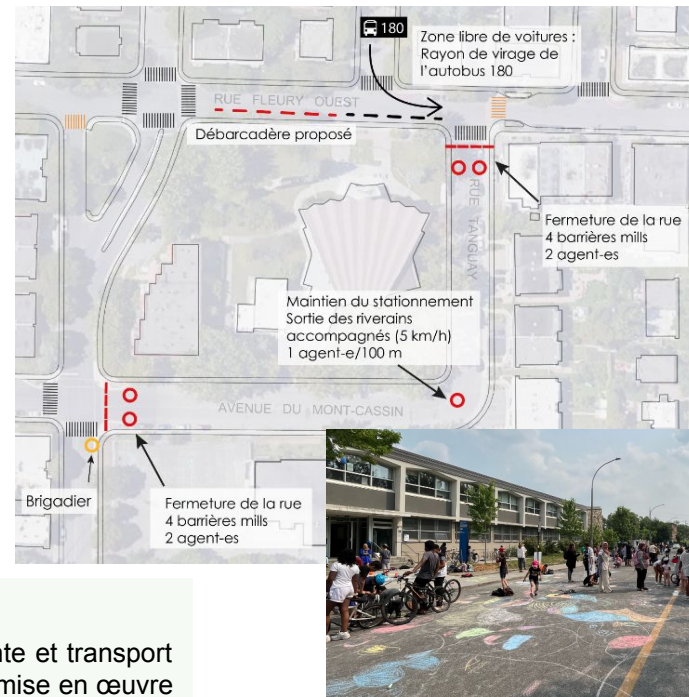 180
Zone libre de voitures :
Rayon de virage de
l'autobus 180
RUE FLEURY OUEST
Débarcadère proposé
RUE TANGUAY
Fermeture de la rue
4 barrières mills
2 agent-es
Maintien du stationnement
Sortie des riverains
accompagnés (5 km/h)
1 agent-e/100 m
AVENUE DU MONT-CASSIN
Brigadier
Fermeture de la rue
4 barrières mills
2 agent-es
te et transport
mise en œuvre